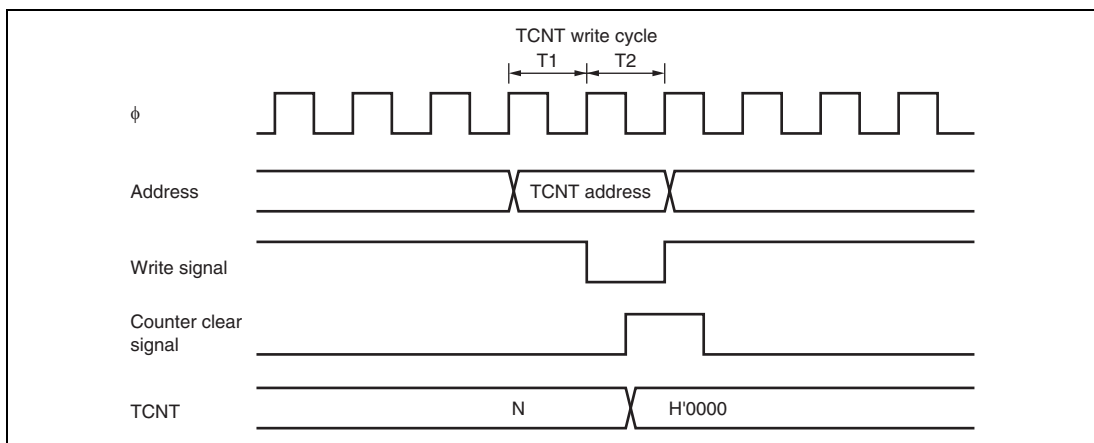 TCNT write cycle
T1 T2
ϕ
Address
TCNT address
Write signal
Counter clear
signal
TCNT
N
H'0000